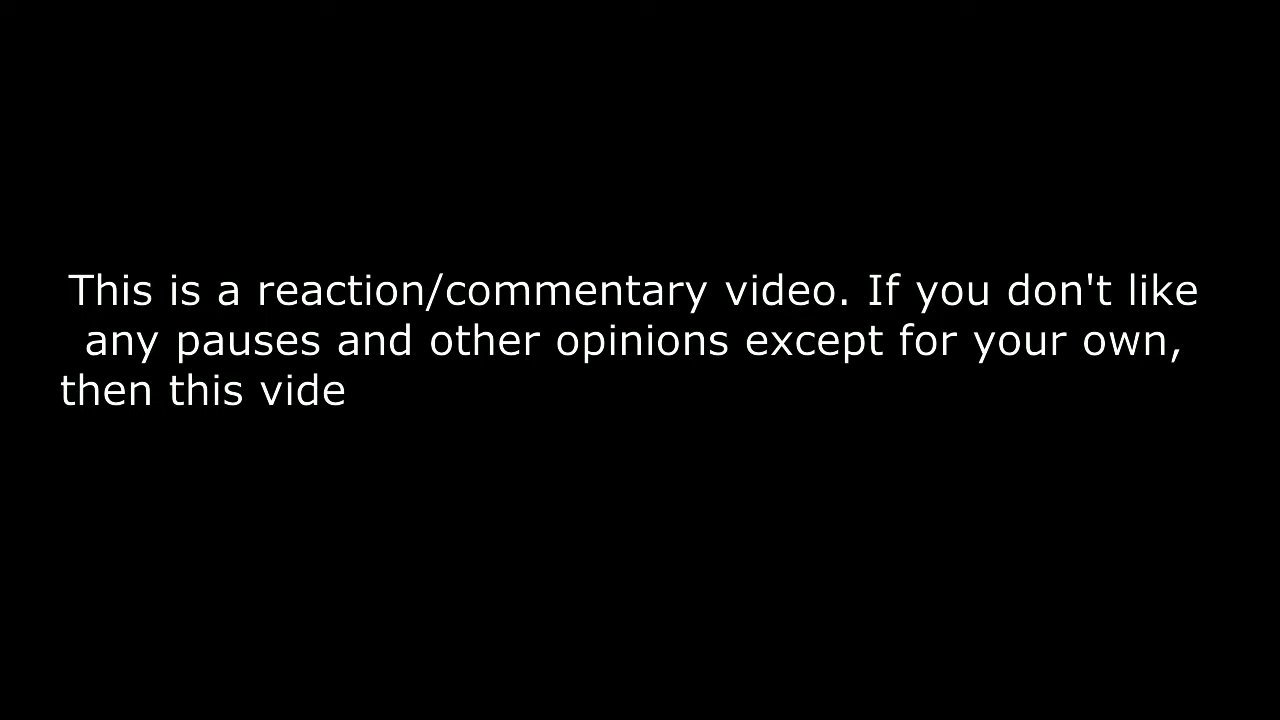 This is a reaction/commentary video. If you don't like
any pauses and other opinions except for your own,
then this vide